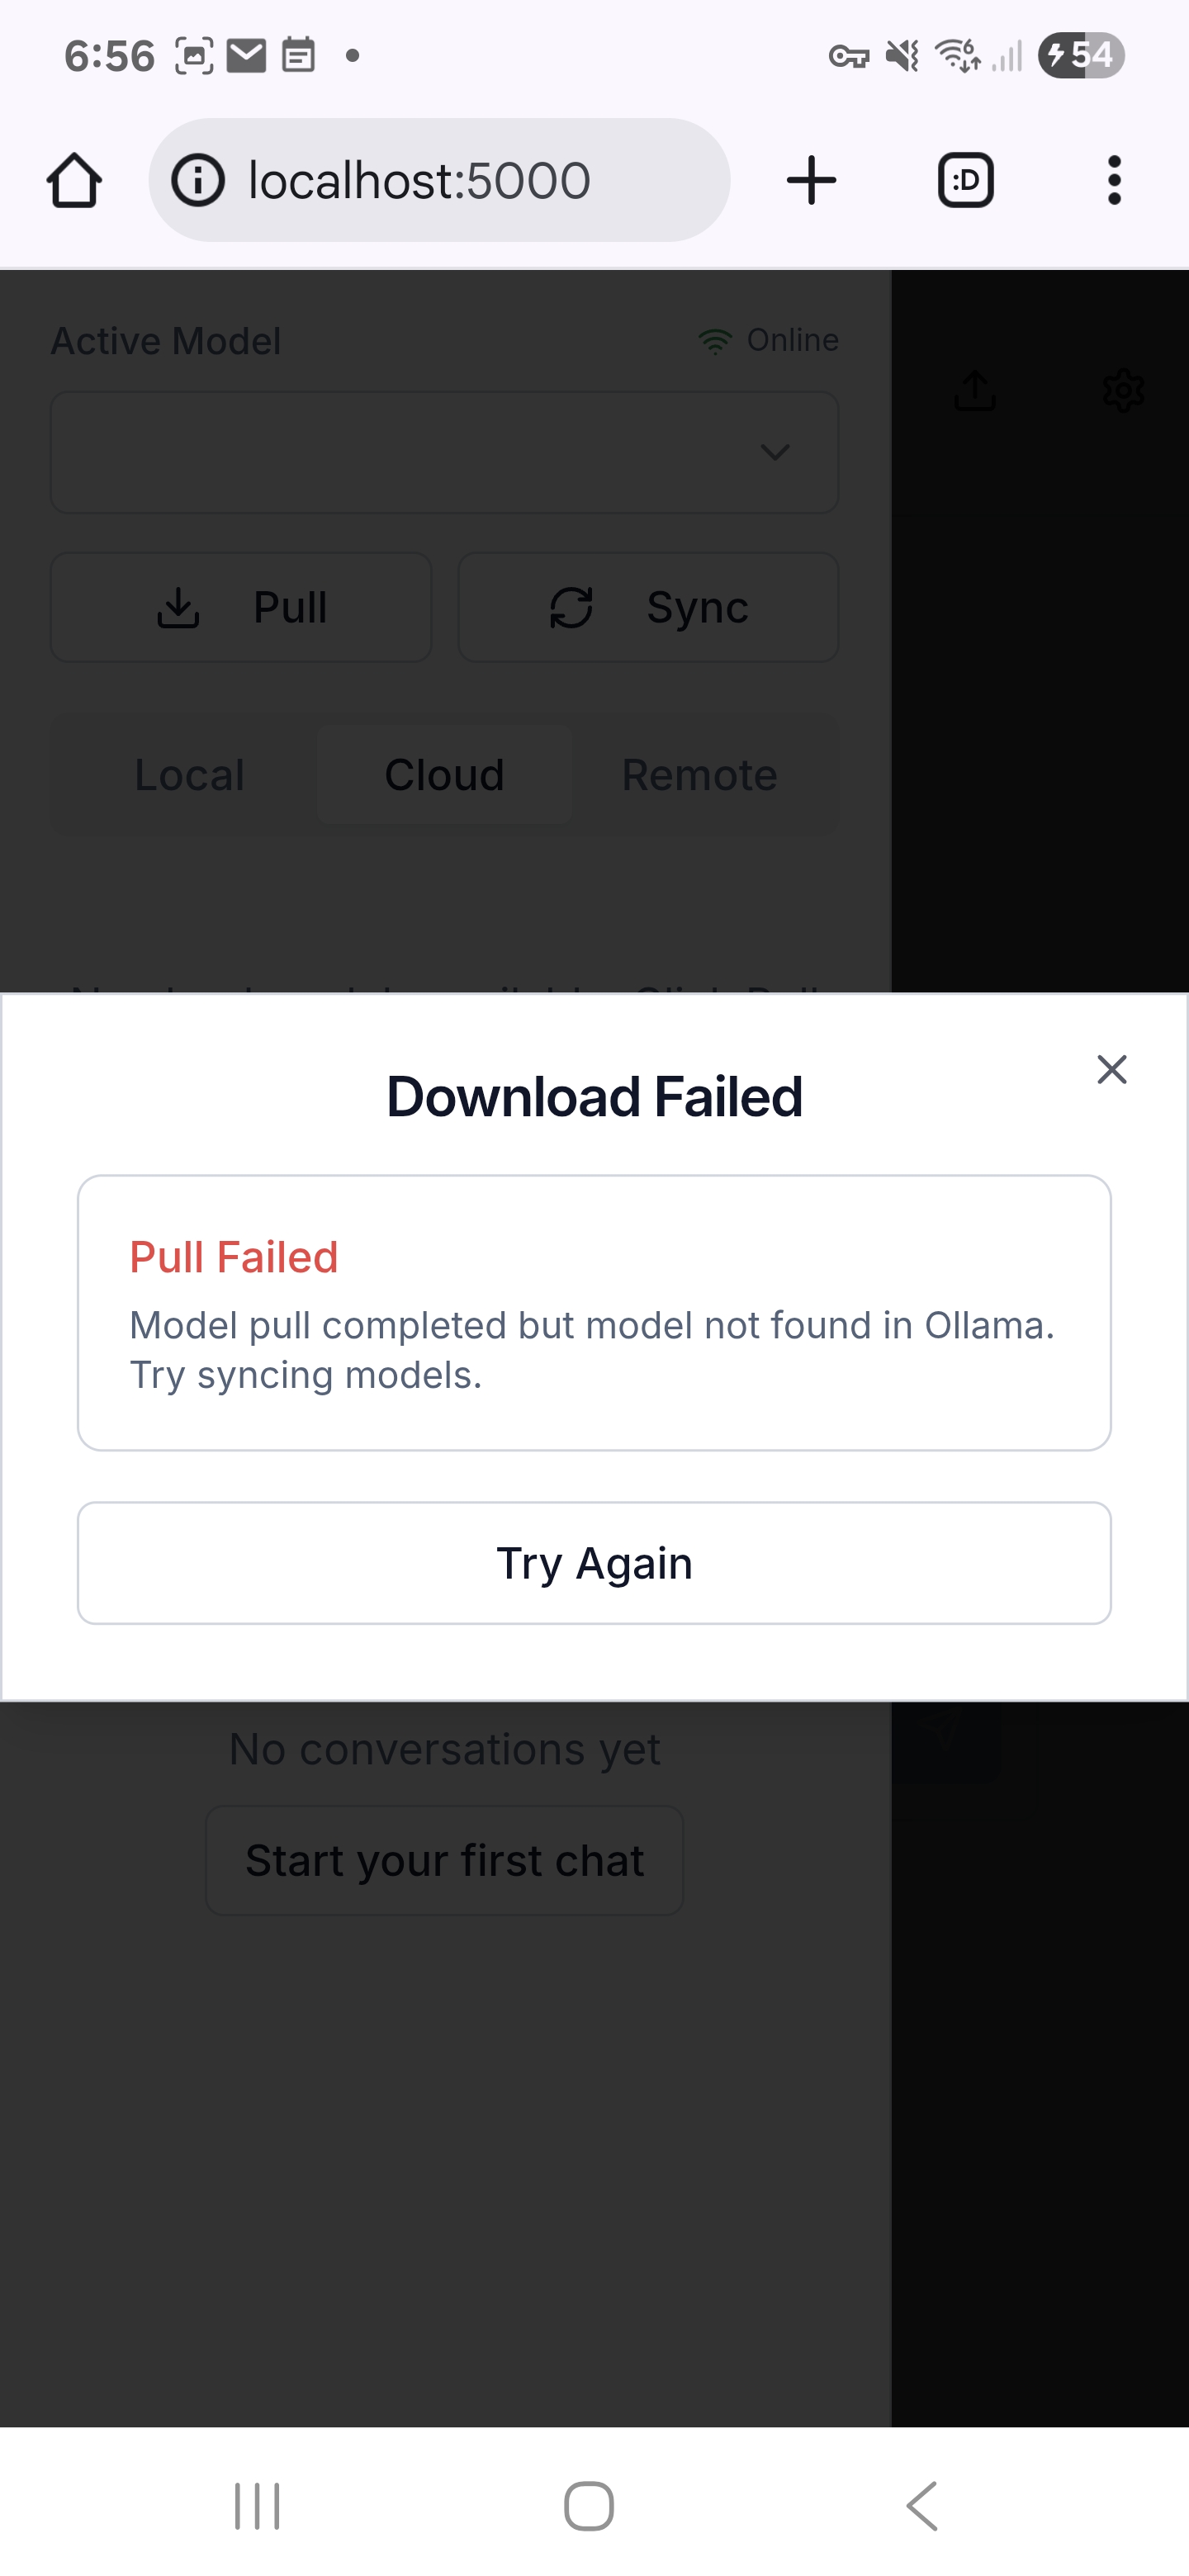 6:56
54
localhost:5000
:D
Active Model
Online
Pull
Sync
Local
Cloud
Remote
Download Failed
Pull Failed
Model pull completed but model not found in Ollama.
Try syncing models.
Try Again
No conversations yet
Start your first chat